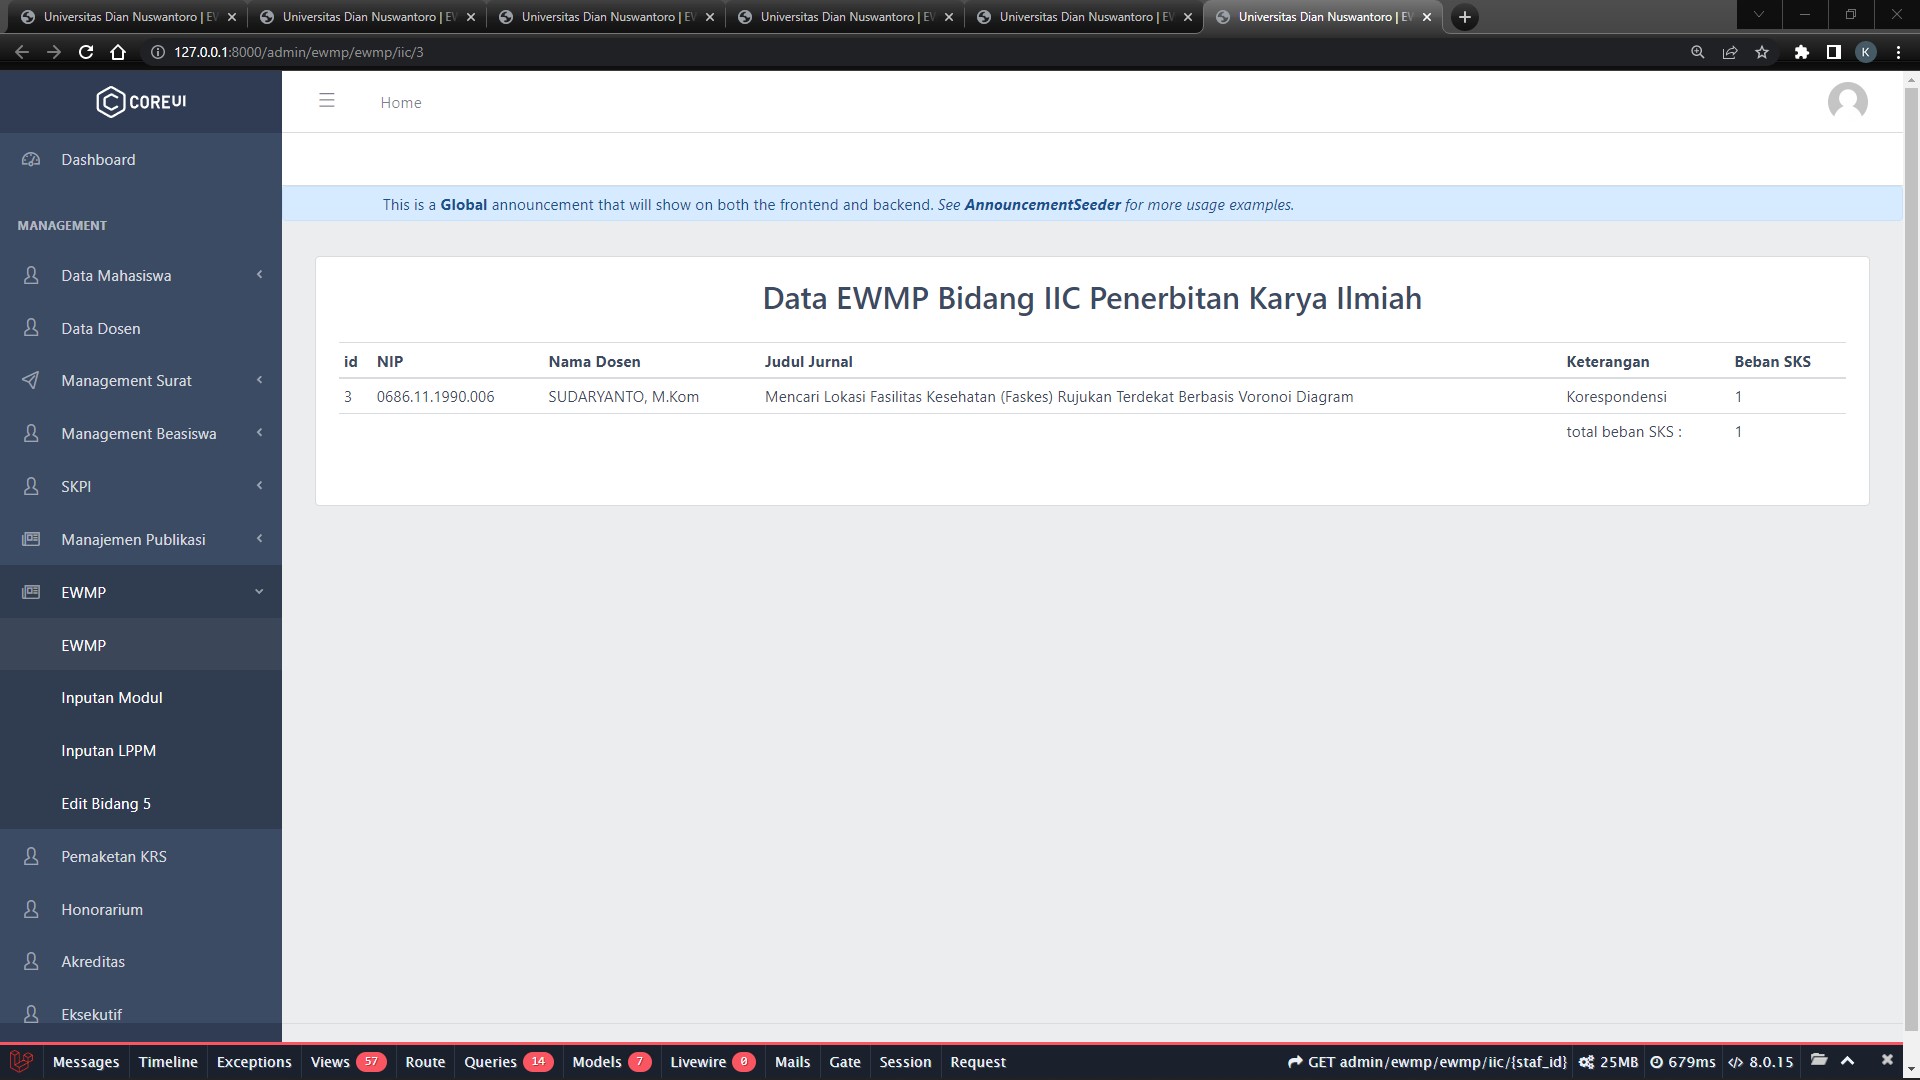 Universitas Dian Nuswantoro | EV
Universitas Dian Nuswantoro | EV
Universitas Dian Nuswantoro | EV
Universitas Dian Nuswantoro | EV
Universitas Dian Nuswantoro | EV
Universitas Dian Nuswantoro | EV
127.0.0.1:8000/admin/ewmp/ewmp/iic/3
K
COREUI
Home
Dashboard
This is a Global announcement that will show on both the frontend and backend. See AnnouncementSeeder for more usage examples.
MANAGEMENT
Data Mahasiswa
Data Dosen
Management Surat
Management Beasiswa
SKPI
Manajemen Publikasi
EWMP
EWMP
Inputan Modul
Inputan LPPM
Edit Bidang 5
Pemaketan KRS
Honorarium
Akreditas
Eksekutif
Data EWMP Bidang IIC Penerbitan Karya Ilmiah
id NIP Nama Dosen Judul Jurnal Keterangan Beban SKS
3 0686.11.1990.006 SUDARYANTO, M.Kom Mencari Lokasi Fasilitas Kesehatan (Faskes) Rujukan Terdekat Berbasis Voronoi Diagram Korespondensi 1
total beban SKS : 1
Messages Timeline Exceptions Views 57 Route Queries 14 Models 7 Livewire 0 Mails Gate Session Request GET admin/ewmp/ewmp/iic/{staf_id} 25MB 679ms 8.0.15